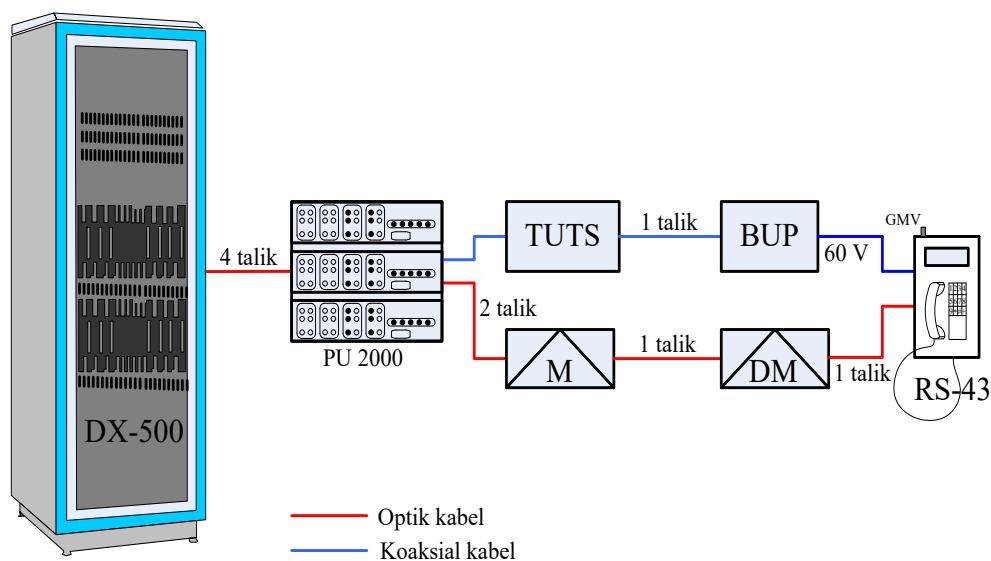 DX-500
4 talik
PU 2000
TUTS
1 talik
BUP
60 V
GMV
2 talik
M
1 talik
DM
1 talik
RS-43
Optik kabel
Koaksial kabel